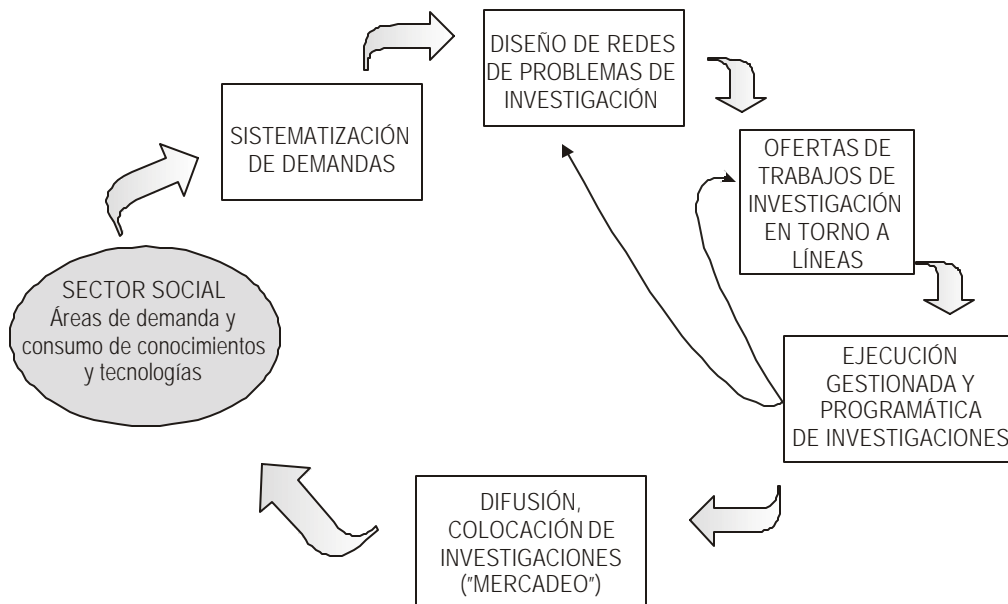 DISEÑO DE REDES
DE PROBLEMAS DE
INVESTIGACIÓN
SISTEMATIZACIÓN
DE DEMANDAS
OFERTAS DE
TRABAJOS DE
INVESTIGACIÓN
EN TORNO A
LÍNEAS
SECTOR SOCIAL
Áreas de demanda y
consumo de conocimientos
y tecnologías
EJECUCIÓN
GESTIONADA Y
PROGRAMÁTICA
DE INVESTIGACIONES
DIFUSIÓN,
COLOCACIÓN DE
INVESTIGACIONES
("MERCADEO")